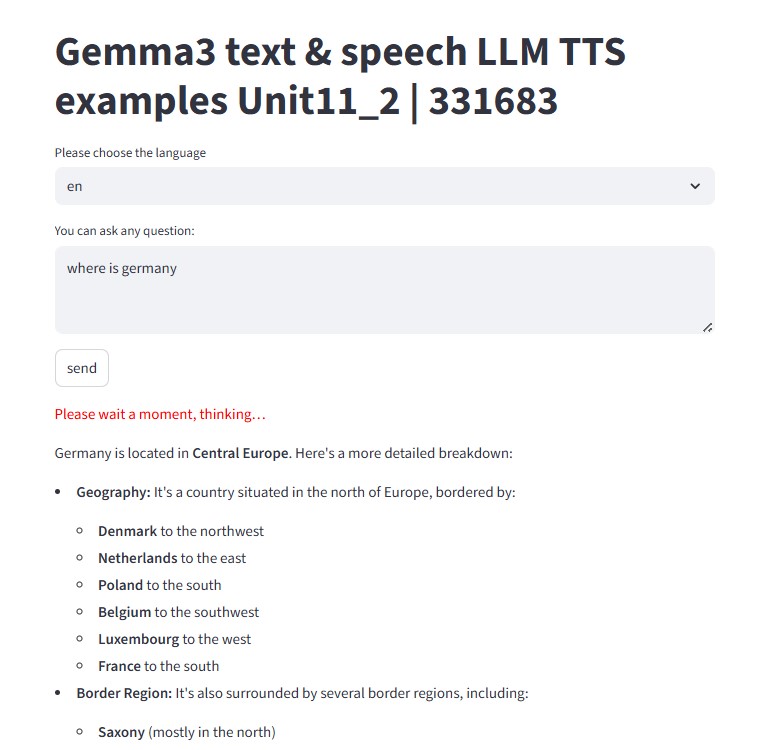 Gemma3 text & speech LLM TTS
examples Unit11_2 | 331683
Please choose the language
en
You can ask any question:
where is germany
send
Please wait a moment, thinking…
Germany is located in Central Europe. Here's a more detailed breakdown:
Geography: It's a country situated in the north of Europe, bordered by:
Denmark to the northwest
Netherlands to the east
Poland to the south
Belgium to the southwest
Luxembourg to the west
France to the south
Border Region: It's also surrounded by several border regions, including:
Saxony (mostly in the north)